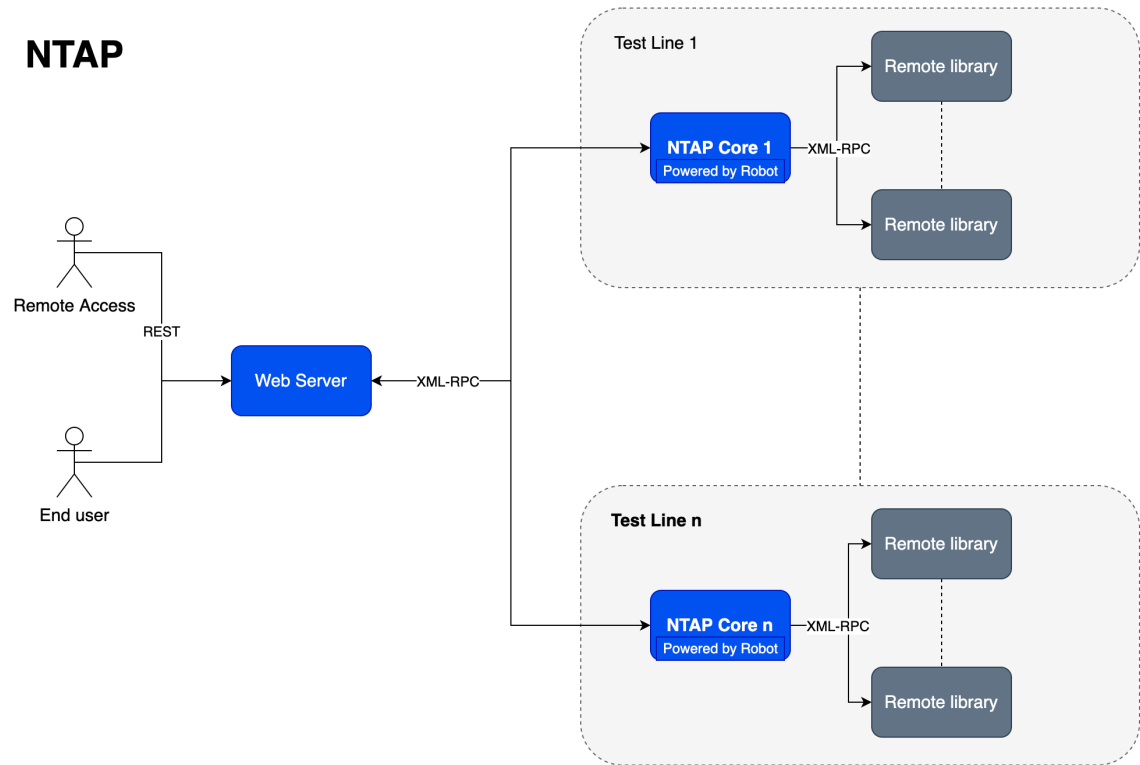 NTAP
Test Line 1
Remote library
NTAP Core 1
Powered by Robot
XML-RPC
Remote library
Remote Access
REST
End user
Web Server
XML-RPC
Test Line n
Remote library
NTAP Core n
Powered by Robot
XML-RPC
Remote library